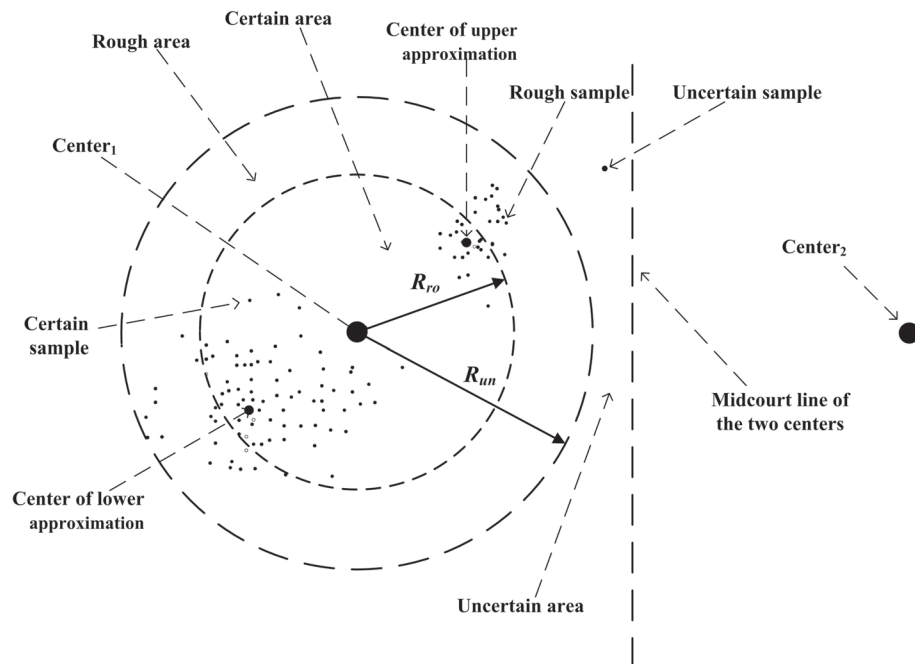 Certain area
Center of upper
approximation
Rough area
Rough sample
Uncertain sample
Center₁
Center₂
R_ro
Certain
sample
R_un
Midcourt line of
the two centers
Center of lower
approximation
Uncertain area